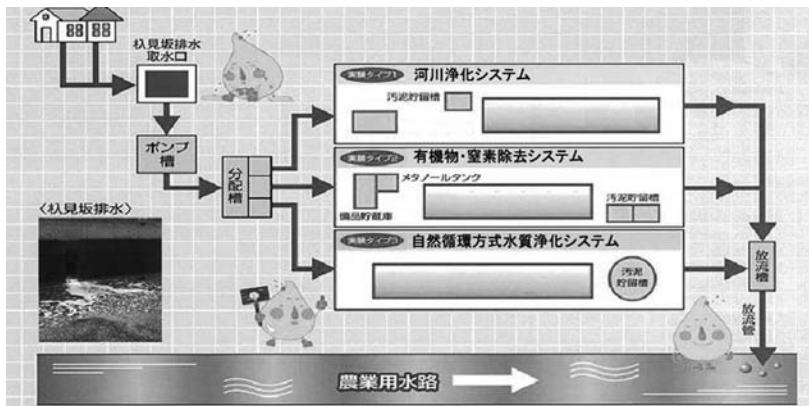 杁見坂排水
取水口
ポンプ
槽
分配槽
〈杁見坂排水〉
実験タイプ1 河川浄化システム
汚泥貯留槽
実験タイプ2 有機物・窒素除去システム
メタノールタンク
備品貯蔵庫
汚泥貯留槽
実験タイプ3 自然循環方式水質浄化システム
汚泥
貯留槽
放流槽
放流管
農業用水路